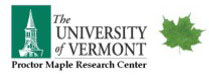 The
UNIVERSITY
of VERMONT
Proctor Maple Research Center